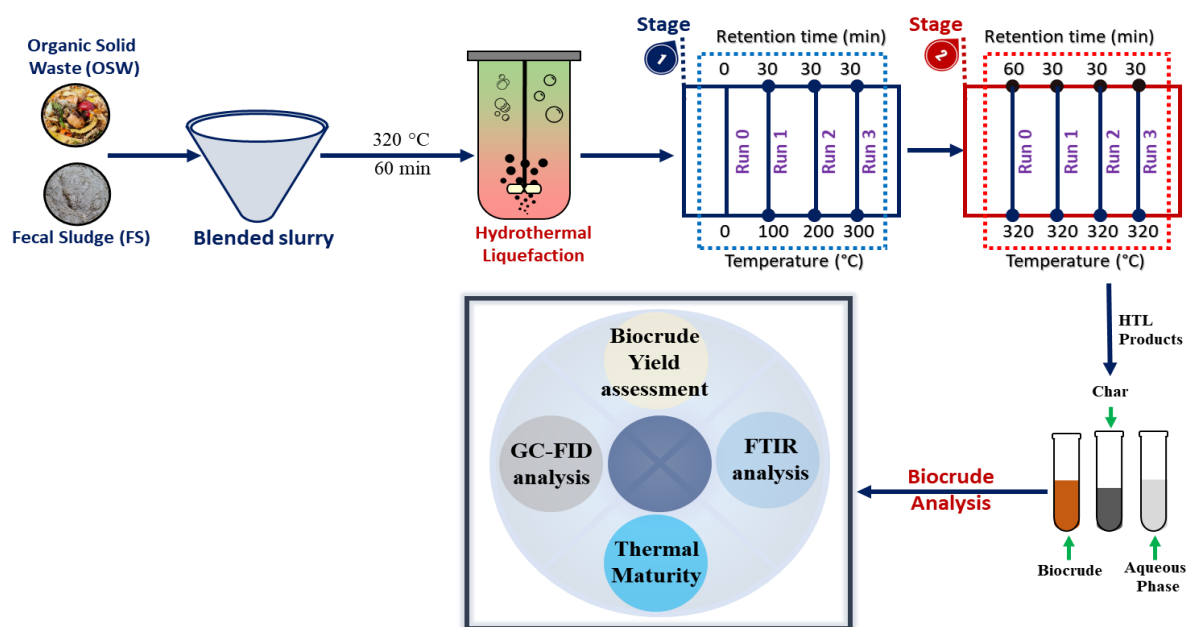 Organic Solid
Waste (OSW)
Fecal Sludge (FS)
Blended slurry
320 °C
60 min
Hydrothermal
Liquefaction
Stage
1
Retention time (min)
0 30 30 30
Run 0
Run 1
Run 2
Run 3
0 100 200 300
Temperature (°C)
Stage
2
Retention time (min)
60 30 30 30
Run 0
Run 1
Run 2
Run 3
320 320 320 320
Temperature (°C)
HTL
Products
Char
Biocrude
Aqueous
Phase
Biocrude
Analysis
Biocrude
Yield
assessment
GC-FID
analysis
FTIR
analysis
Thermal
Maturity